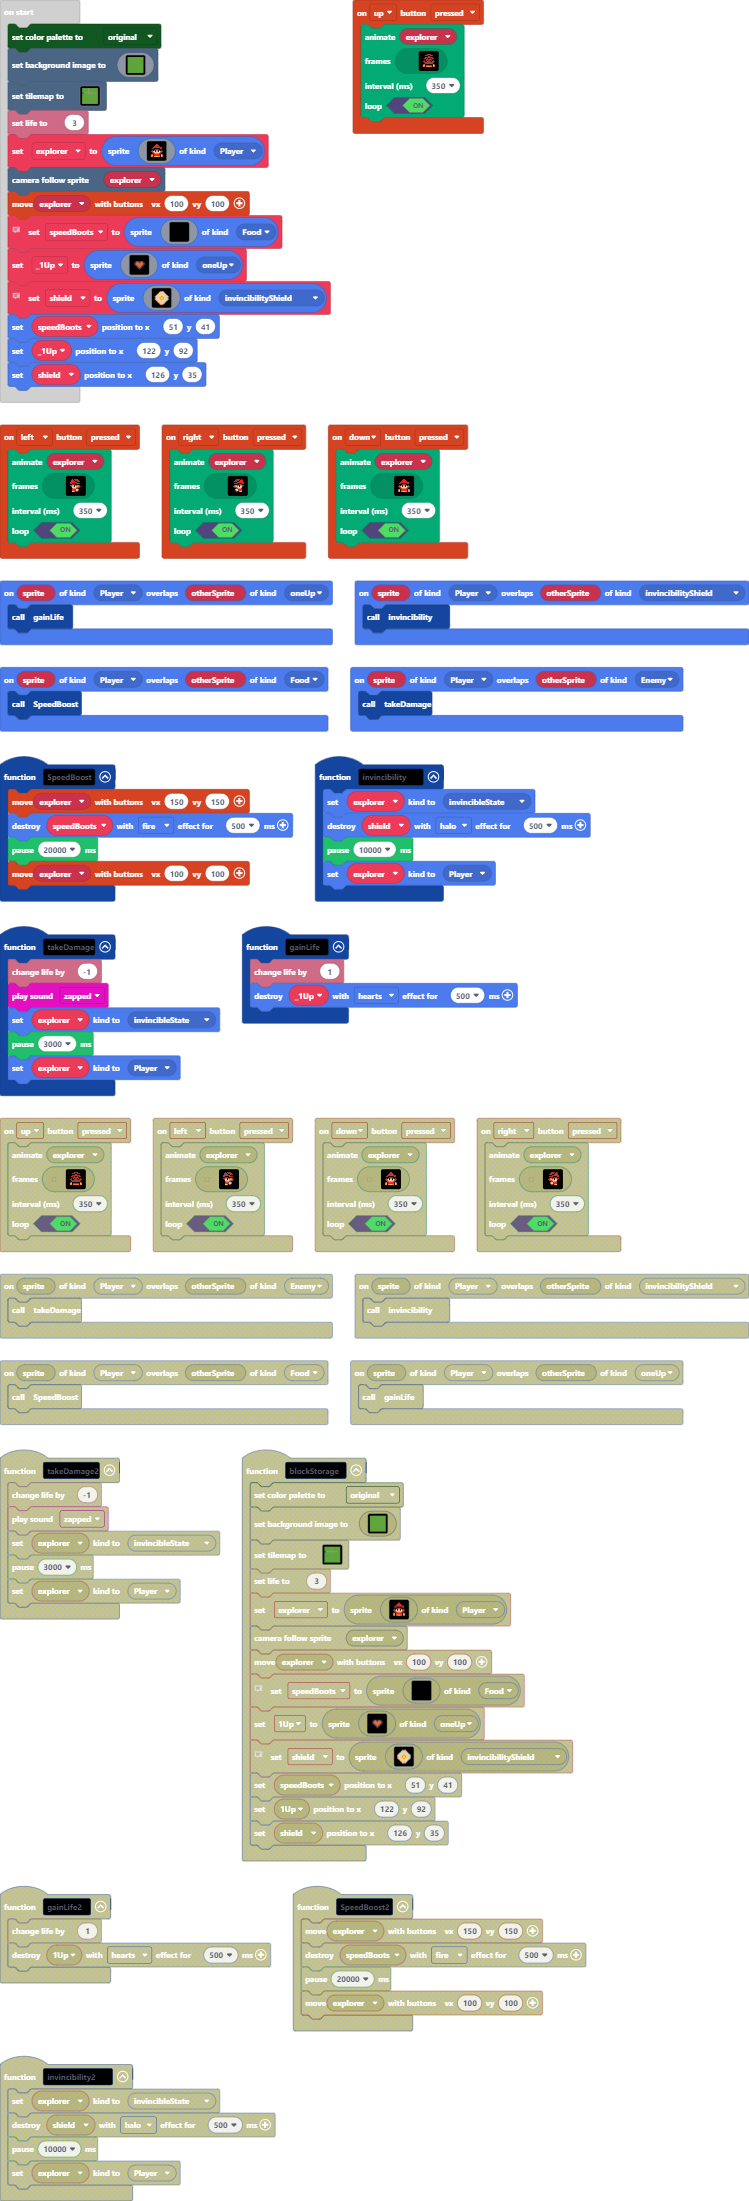 on start
set color palette to original
set background image to
set tilemap to
set life to 3
set explorer to sprite of kind Player
camera follow sprite explorer
move explorer with buttons vx 100 vy 100
set speedBoots to sprite of kind Food
set _1Up to sprite of kind oneUp
set shield to sprite of kind invincibilityShield
set speedBoots position to x 51 y 41
set _1Up position to x 122 y 92
set shield position to x 126 y 35
on up button pressed
animate explorer
frames
interval (ms) 350
loop ON
on left button pressed
animate explorer
frames
interval (ms) 350
loop ON
on right button pressed
animate explorer
frames
interval (ms) 350
loop ON
on down button pressed
animate explorer
frames
interval (ms) 350
loop ON
on sprite of kind Player overlaps otherSprite of kind oneUp
call gainLife
on sprite of kind Player overlaps otherSprite of kind invincibilityShield
call invincibility
on sprite of kind Player overlaps otherSprite of kind Food
call SpeedBoost
on sprite of kind Player overlaps otherSprite of kind Enemy
call takeDamage
function SpeedBoost
move explorer with buttons vx 150 vy 150
destroy speedBoots with fire effect for 500 ms
pause 20000 ms
move explorer with buttons vx 100 vy 100
function invincibility
set explorer kind to invincibleState
destroy shield with halo effect for 500 ms
pause 10000 ms
set explorer kind to Player
function takeDamage
change life by -1
play sound zapped
set explorer kind to invincibleState
pause 3000 ms
set explorer kind to Player
function gainLife
change life by 1
destroy _1Up with hearts effect for 500 ms
on up button pressed
animate explorer
frames
interval (ms) 350
loop ON
on left button pressed
animate explorer
frames
interval (ms) 350
loop ON
on down button pressed
animate explorer
frames
interval (ms) 350
loop ON
on right button pressed
animate explorer
frames
interval (ms) 350
loop ON
on sprite of kind Player overlaps otherSprite of kind Enemy
call takeDamage
on sprite of kind Player overlaps otherSprite of kind invincibilityShield
call invincibility
on sprite of kind Player overlaps otherSprite of kind Food
call SpeedBoost
on sprite of kind Player overlaps otherSprite of kind oneUp
call gainLife
function takeDamage2
change life by -1
play sound zapped
set explorer kind to invincibleState
pause 3000 ms
set explorer kind to Player
function blockStorage
set color palette to original
set background image to
set tilemap to
set life to 3
set explorer to sprite of kind Player
camera follow sprite explorer
move explorer with buttons vx 100 vy 100
set speedBoots to sprite of kind Food
set 1Up to sprite of kind oneUp
set shield to sprite of kind invincibilityShield
set speedBoots position to x 51 y 41
set 1Up position to x 122 y 92
set shield position to x 126 y 35
function gainLife2
change life by 1
destroy 1Up with hearts effect for 500 ms
function SpeedBoost2
move explorer with buttons vx 150 vy 150
destroy speedBoots with fire effect for 500 ms
pause 20000 ms
move explorer with buttons vx 100 vy 100
function invincibility2
set explorer kind to invincibleState
destroy shield with halo effect for 500 ms
pause 10000 ms
set explorer kind to Player